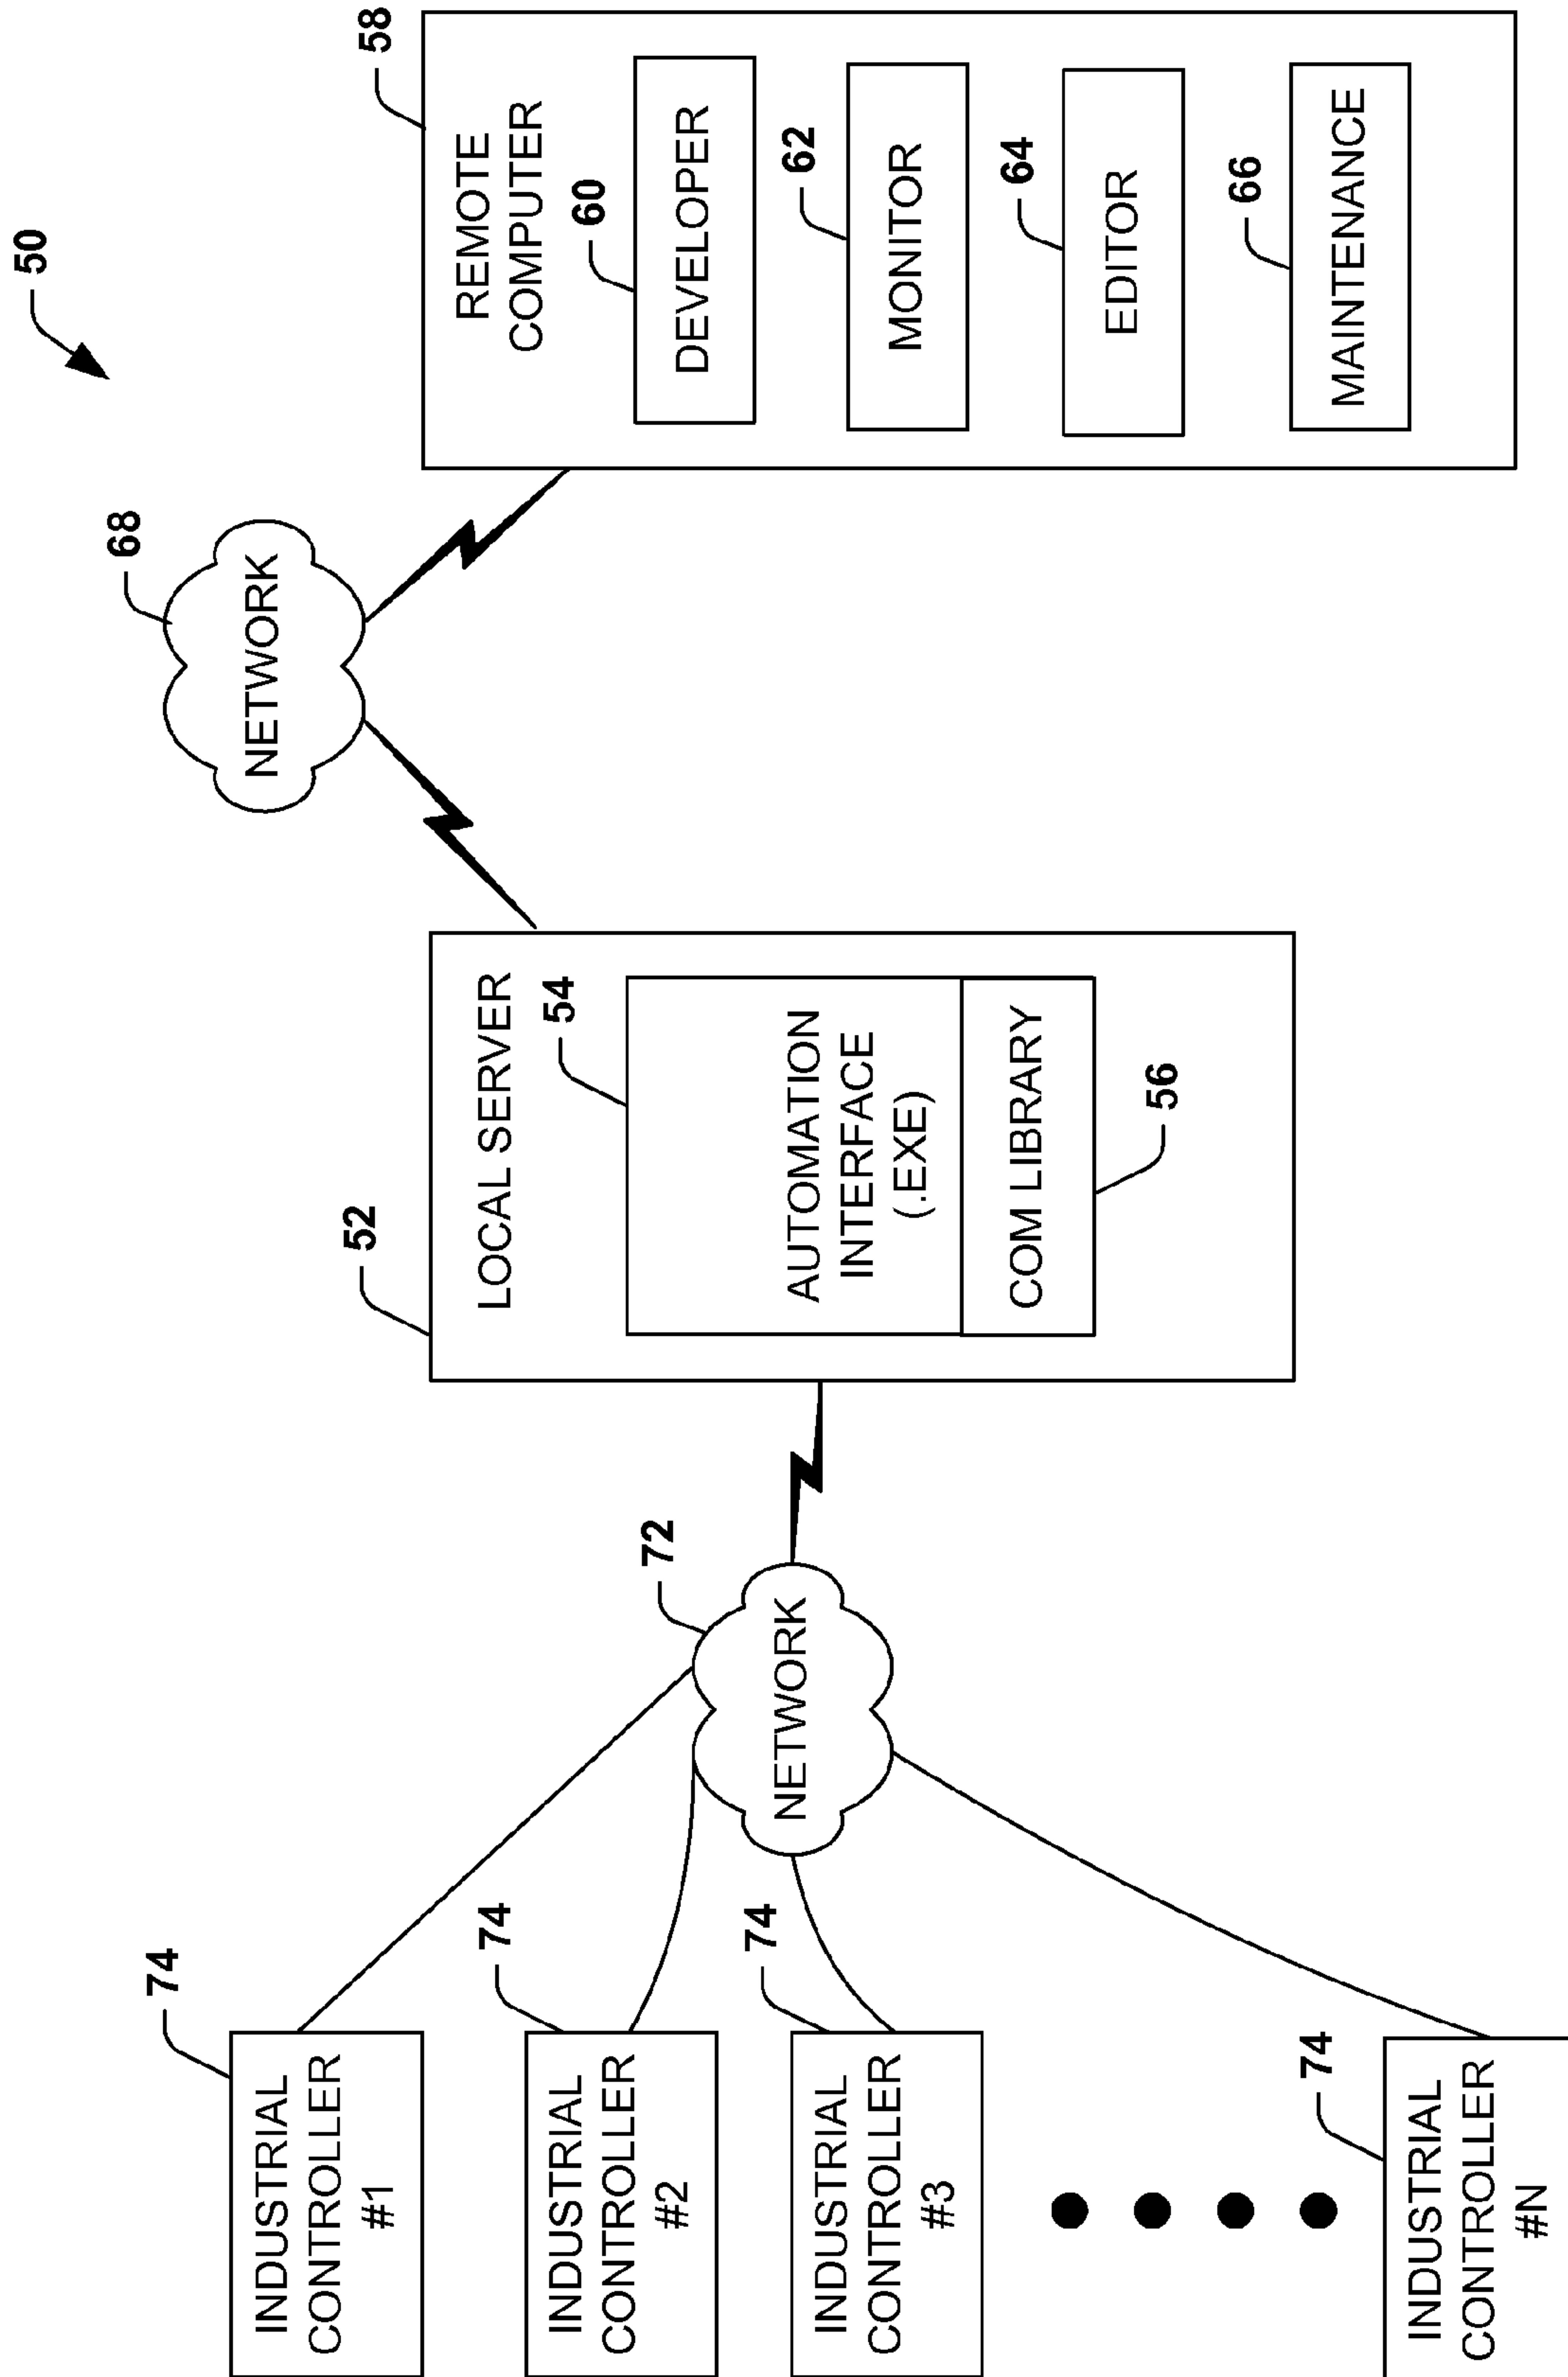 50
74
INDUSTRIAL
CONTROLLER
#1
74
INDUSTRIAL
CONTROLLER
#2
74
INDUSTRIAL
CONTROLLER
#3
74
INDUSTRIAL
CONTROLLER
#N
72
NETWORK
52
LOCAL SERVER
54
AUTOMATION
INTERFACE
(.EXE)
COM LIBRARY
56
68
NETWORK
58
REMOTE
COMPUTER
60
DEVELOPER
62
MONITOR
64
EDITOR
66
MAINTENANCE